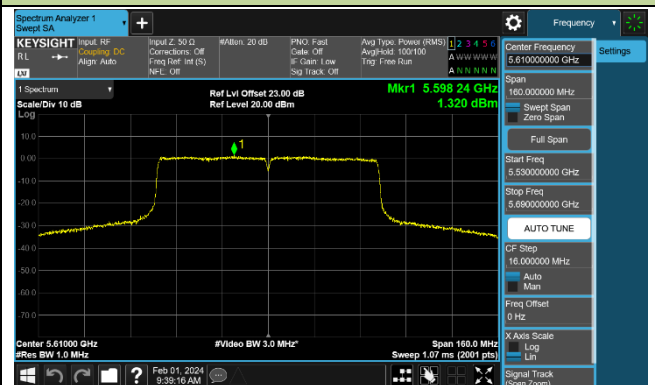 Spectrum Analyzer 1
Swept SA
Frequency
KEYSIGHT
RL
LXI
Input: RF
Coupling: DC
Align: Auto
Input Z: 50 Ω
Corrections: Off
Freq Ref: Int (S)
NFE: Off
#Atten: 20 dB
PNO: Fast
Gate: Off
IF Gain: Low
Sig Track: Off
Avg Type: Power (RMS)
Avg|Hold: 100/100
Trig: Free Run
1 2 3 4 5 6
A W W W W W
A N N N N N
Center Frequency
5.610000000 GHz
Settings
1 Spectrum
Scale/Div 10 dB
Log
Ref Lvl Offset 23.00 dB
Ref Level 20.00 dBm
Mkr1 5.598 24 GHz
1.320 dBm
Span
160.000000 MHz
Swept Span
Zero Span
Full Span
Start Freq
5.530000000 GHz
Stop Freq
5.690000000 GHz
AUTO TUNE
CF Step
16.000000 MHz
Auto
Man
Freq Offset
0 Hz
X Axis Scale
Log
Lin
Signal Track
(Span Zoom)
10.0
0.00
-10.0
-20.0
-30.0
-40.0
-50.0
-60.0
-70.0
1
Center 5.61000 GHz
#Res BW 1.0 MHz
#Video BW 3.0 MHz*
Span 160.0 MHz
Sweep 1.07 ms (2001 pts)
?
Feb 01, 2024
9:39:16 AM